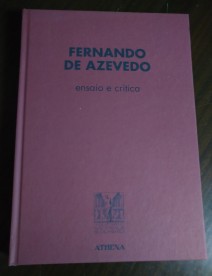 FERNANDO
DE AZEVEDO
ensaio e crítica
ATHENA